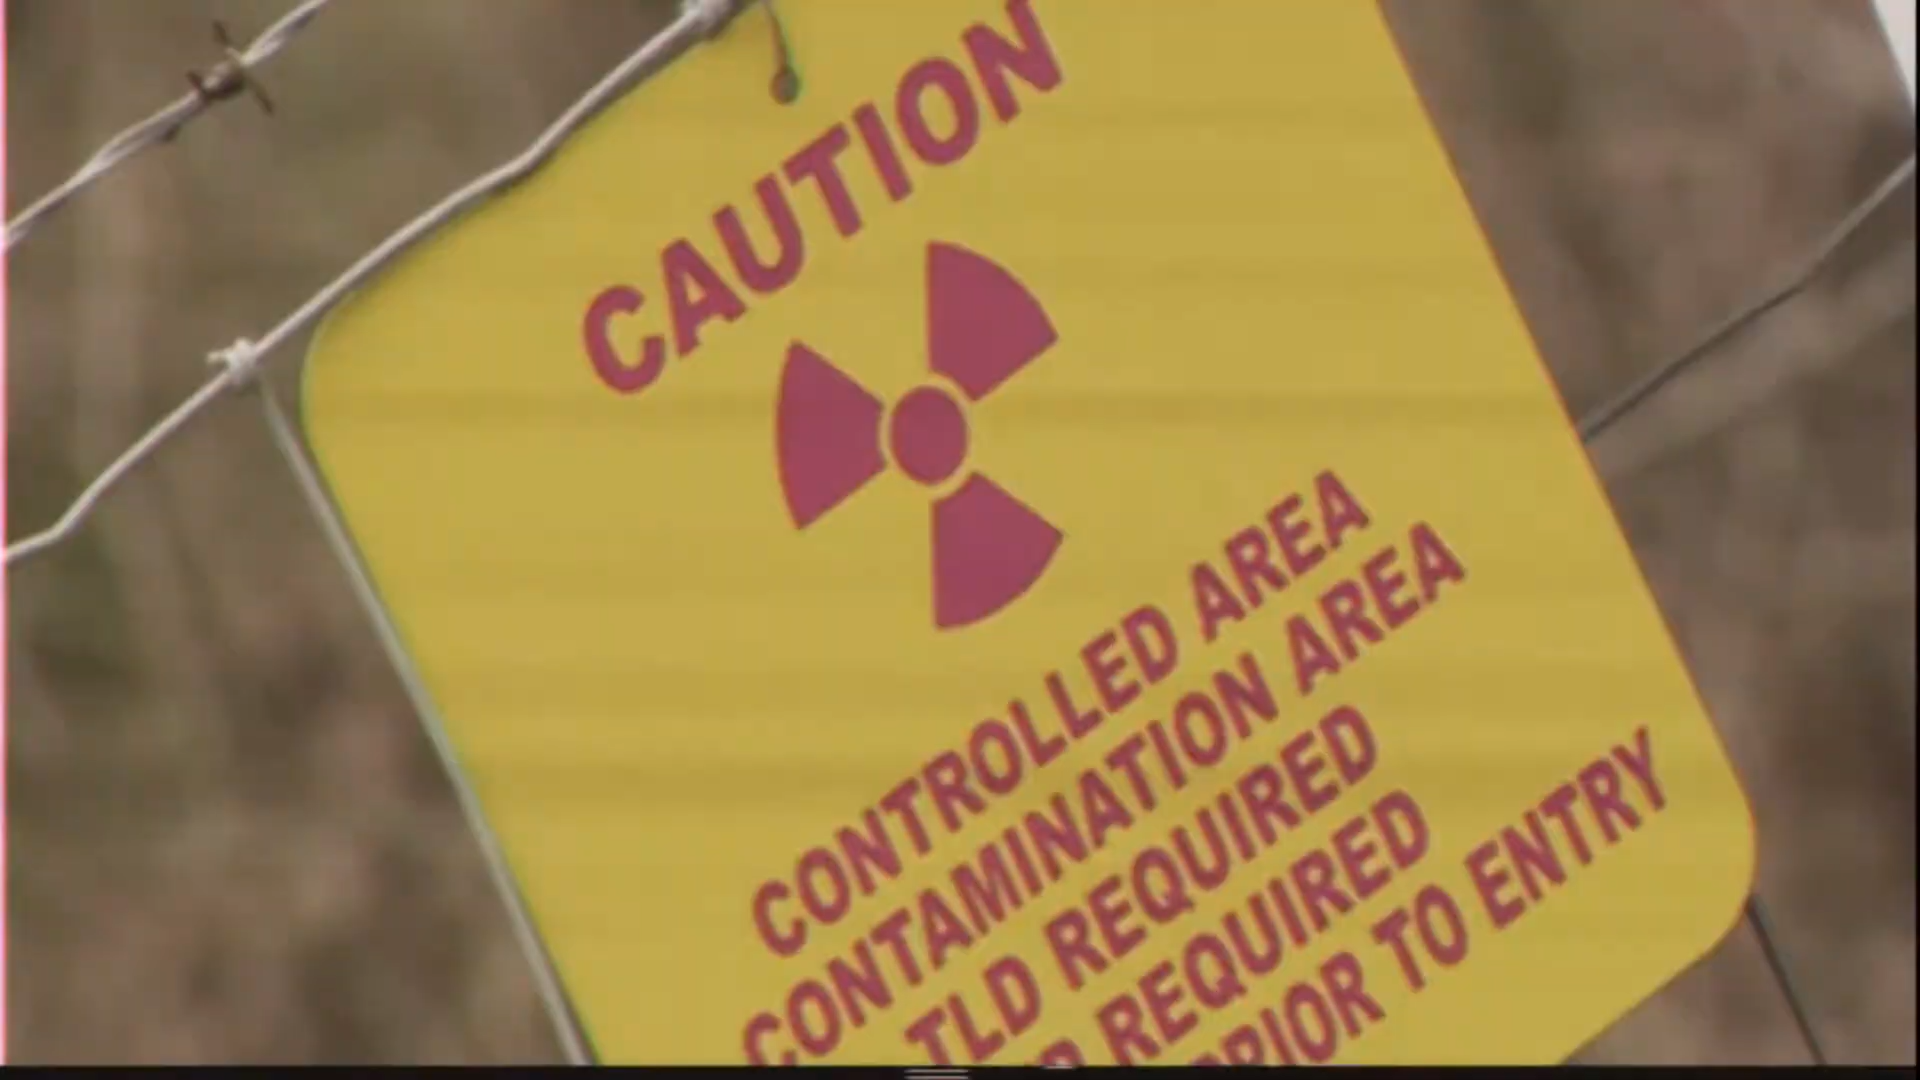 CAUTION
CONTROLLED AREA
CONTAMINATION AREA
TLD REQUIRED
REQUIRED
PRIOR TO ENTRY